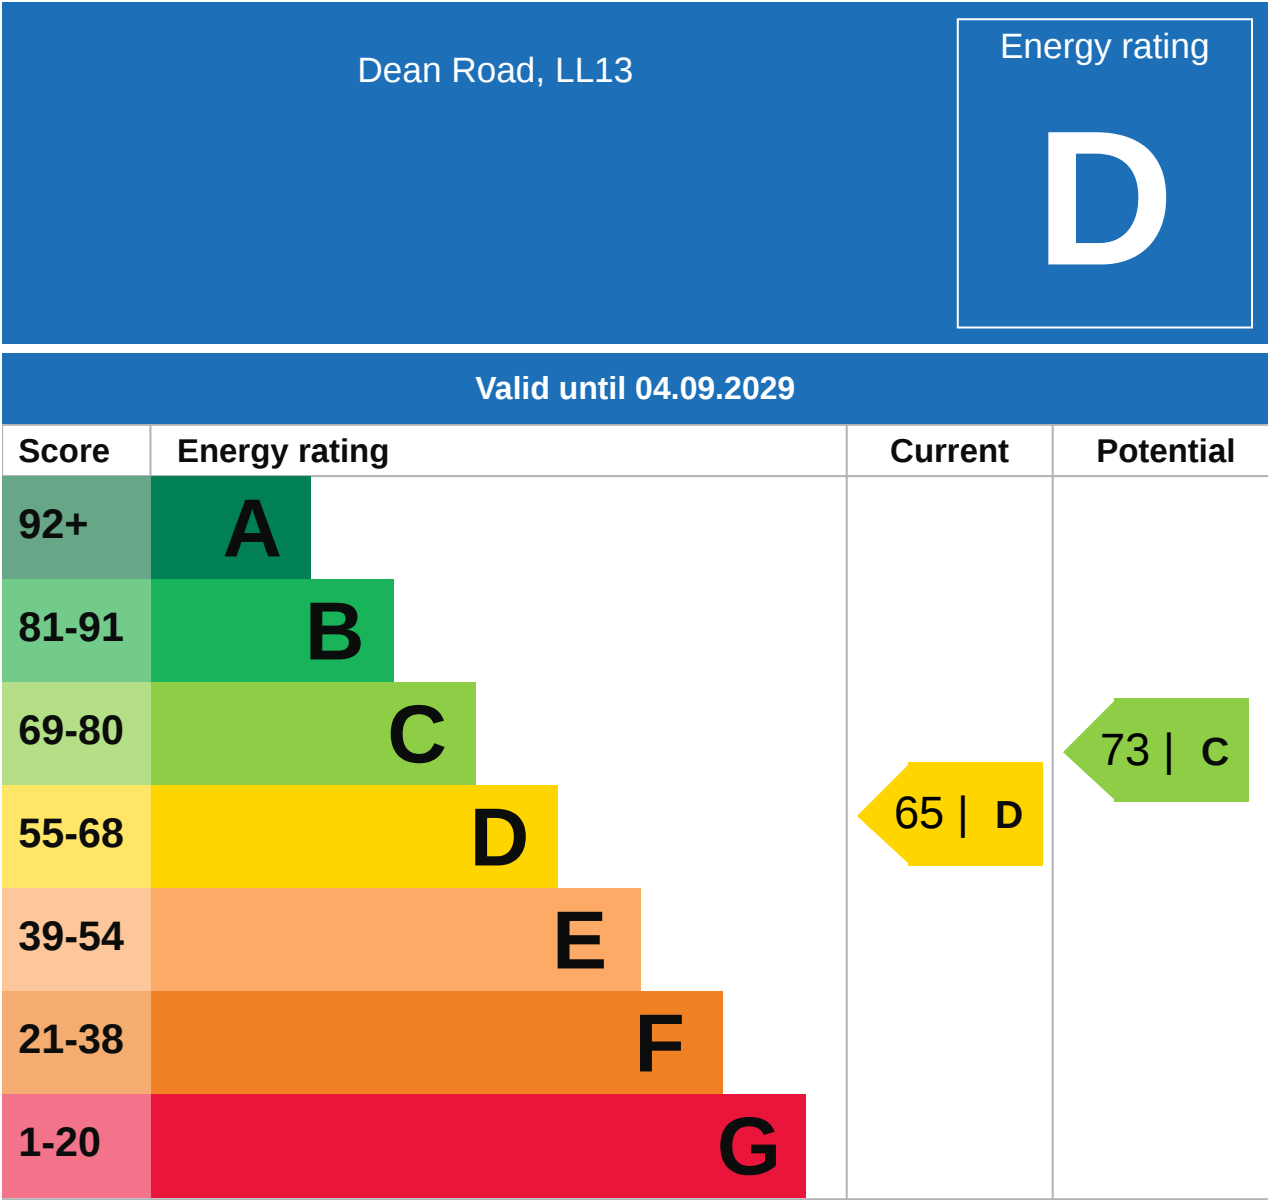 Dean Road, LL13
Energy rating
D
Valid until 04.09.2029
Score Energy rating Current Potential
92+ A
81-91 B
69-80 C
73 | C
55-68 D
65 | D
39-54 E
21-38 F
1-20 G